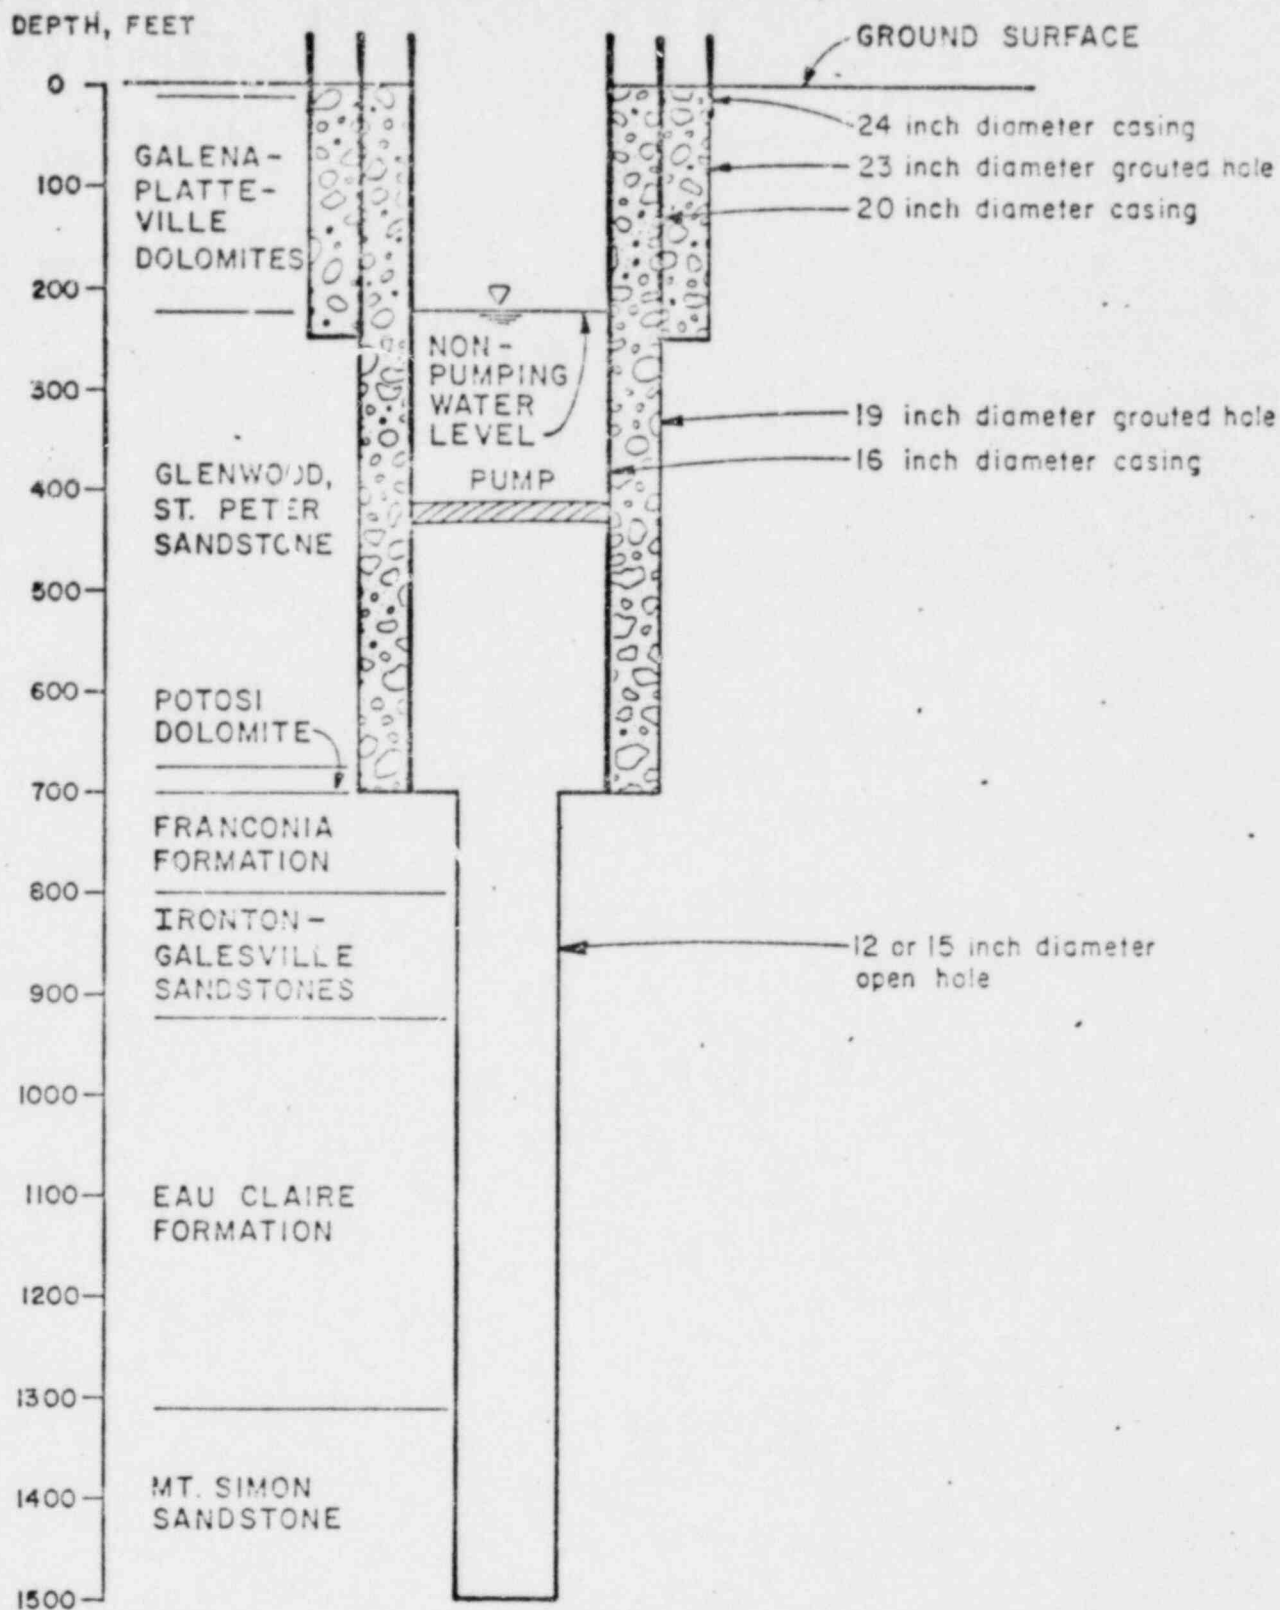 DEPTH, FEET
GROUND SURFACE
0
24 inch diameter casing
GALENA-
PLATTE-
VILLE
DOLOMITES
23 inch diameter grouted hole
100
20 inch diameter casing
200
NON-
PUMPING
WATER
LEVEL
300
19 inch diameter grouted hole
16 inch diameter casing
GLENWOOD,
ST. PETER
SANDSTONE
PUMP
400
500
600
POTOSI
DOLOMITE
700
FRANCONIA
FORMATION
800
IRONTON-
GALESVILLE
SANDSTONES
12 or 15 inch diameter
open hole
900
1000
1100
EAU CLAIRE
FORMATION
1200
1300
MT. SIMON
SANDSTONE
1400
1500